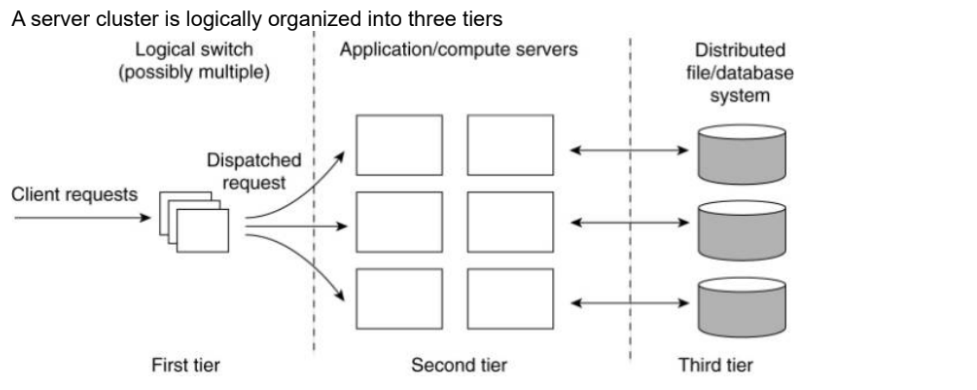 A server cluster is logically organized into three tiers
Logical switch
(possibly multiple)
Application/compute servers
Distributed
file/database
system
Dispatched
request
Client requests
First tier
Second tier
Third tier